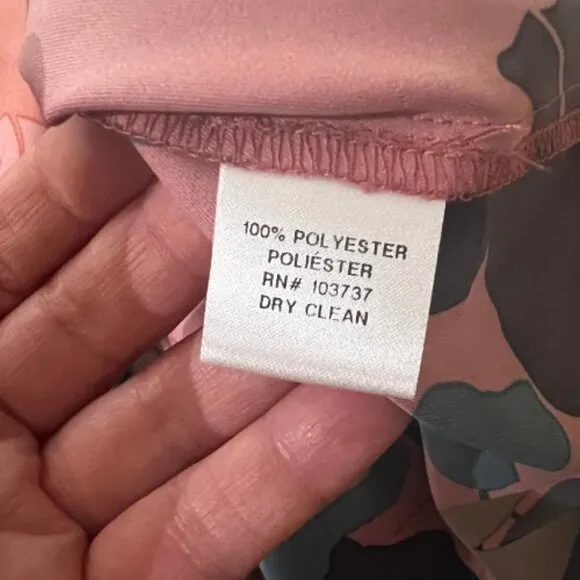 100% POLYESTER
POLIÉSTER
RN# 103737
DRY CLEAN